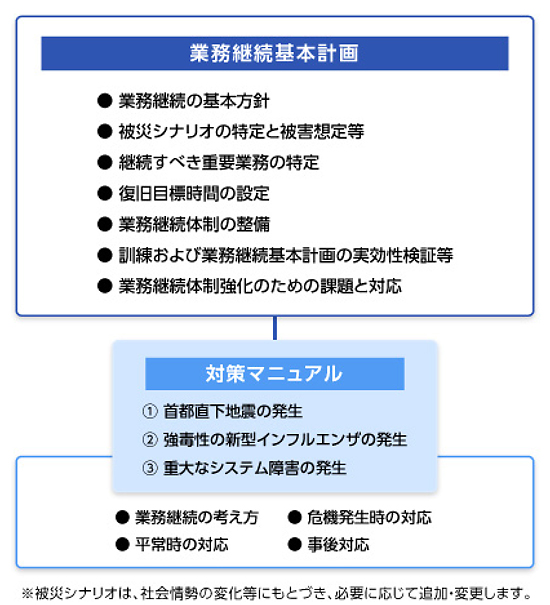 業務継続基本計画
● 業務継続の基本方針
● 被災シナリオの特定と被害想定等
● 継続すべき重要業務の特定
● 復旧目標時間の設定
● 業務継続体制の整備
● 訓練および業務継続基本計画の実効性検証等
● 業務継続体制強化のための課題と対応
対策マニュアル
① 首都直下地震の発生
② 強毒性の新型インフルエンザの発生
③ 重大なシステム障害の発生
● 業務継続の考え方 ● 危機発生時の対応
● 平常時の対応 ● 事後対応
※被災シナリオは、社会情勢の変化等にもとづき、必要に応じて追加・変更します。